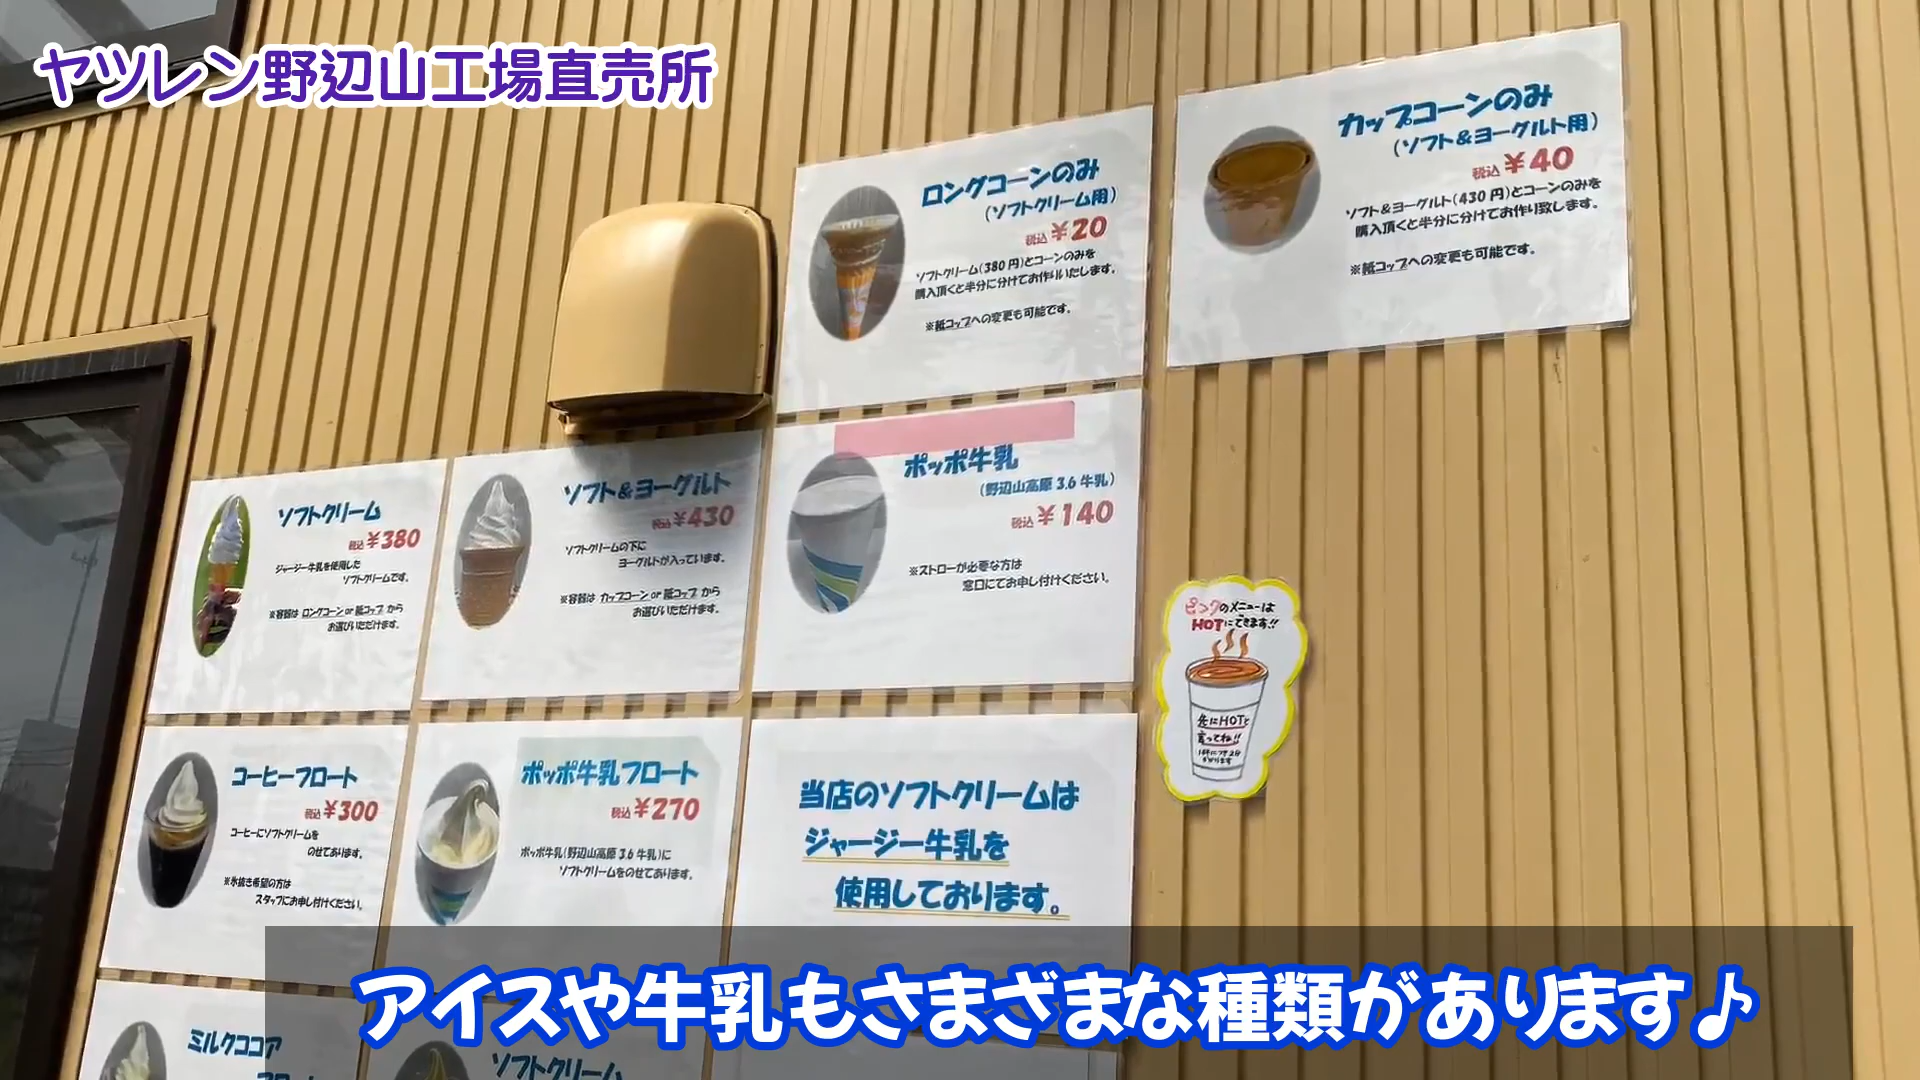 ヤツレン野辺山工場直売所
カップコーンのみ
(ソフト&ヨーグルト用)
税込¥40
ソフト&ヨーグルト(430円)とコーンのみを
購入頂くと半分に分けてお作り致します。
※紙コップへの変更も可能です。
ロングコーンのみ
(ソフトクリーム用)
税込¥20
ソフトクリーム(380円)とコーンのみを
購入頂くと半分に分けてお作りいたします。
※紙コップへの変更も可能です。
ソフトクリーム
税込¥380
ジャージー牛乳を使用した
ソフトクリームです。
※容器は ロングコーン or 紙コップ から
お選びいただけます。
ソフト&ヨーグルト
税込¥430
ソフトクリームの下に
ヨーグルトが入っています。
※容器は カップコーン or 紙コップ から
お選びいただけます。
ポッポ牛乳
(野辺山高原3.6牛乳)
税込¥140
※ストローが必要な方は
窓口にてお申し付けください。
ピンクのメニューは
HOTにできます!!
先にHOTと
言ってね!!
コーヒーフロート
税込¥300
コーヒーにソフトクリームを
のせてあります。
※氷抜き希望の方は
スタッフにお申し付けください。
ポッポ牛乳フロート
税込¥270
ポッポ牛乳(野辺山高原3.6牛乳)に
ソフトクリームをのせてあります。
当店のソフトクリームは
ジャージー牛乳を
使用しております。
ミルクココア
フロート
ソフトクリーム
アイスや牛乳もさまざまな種類があります♪